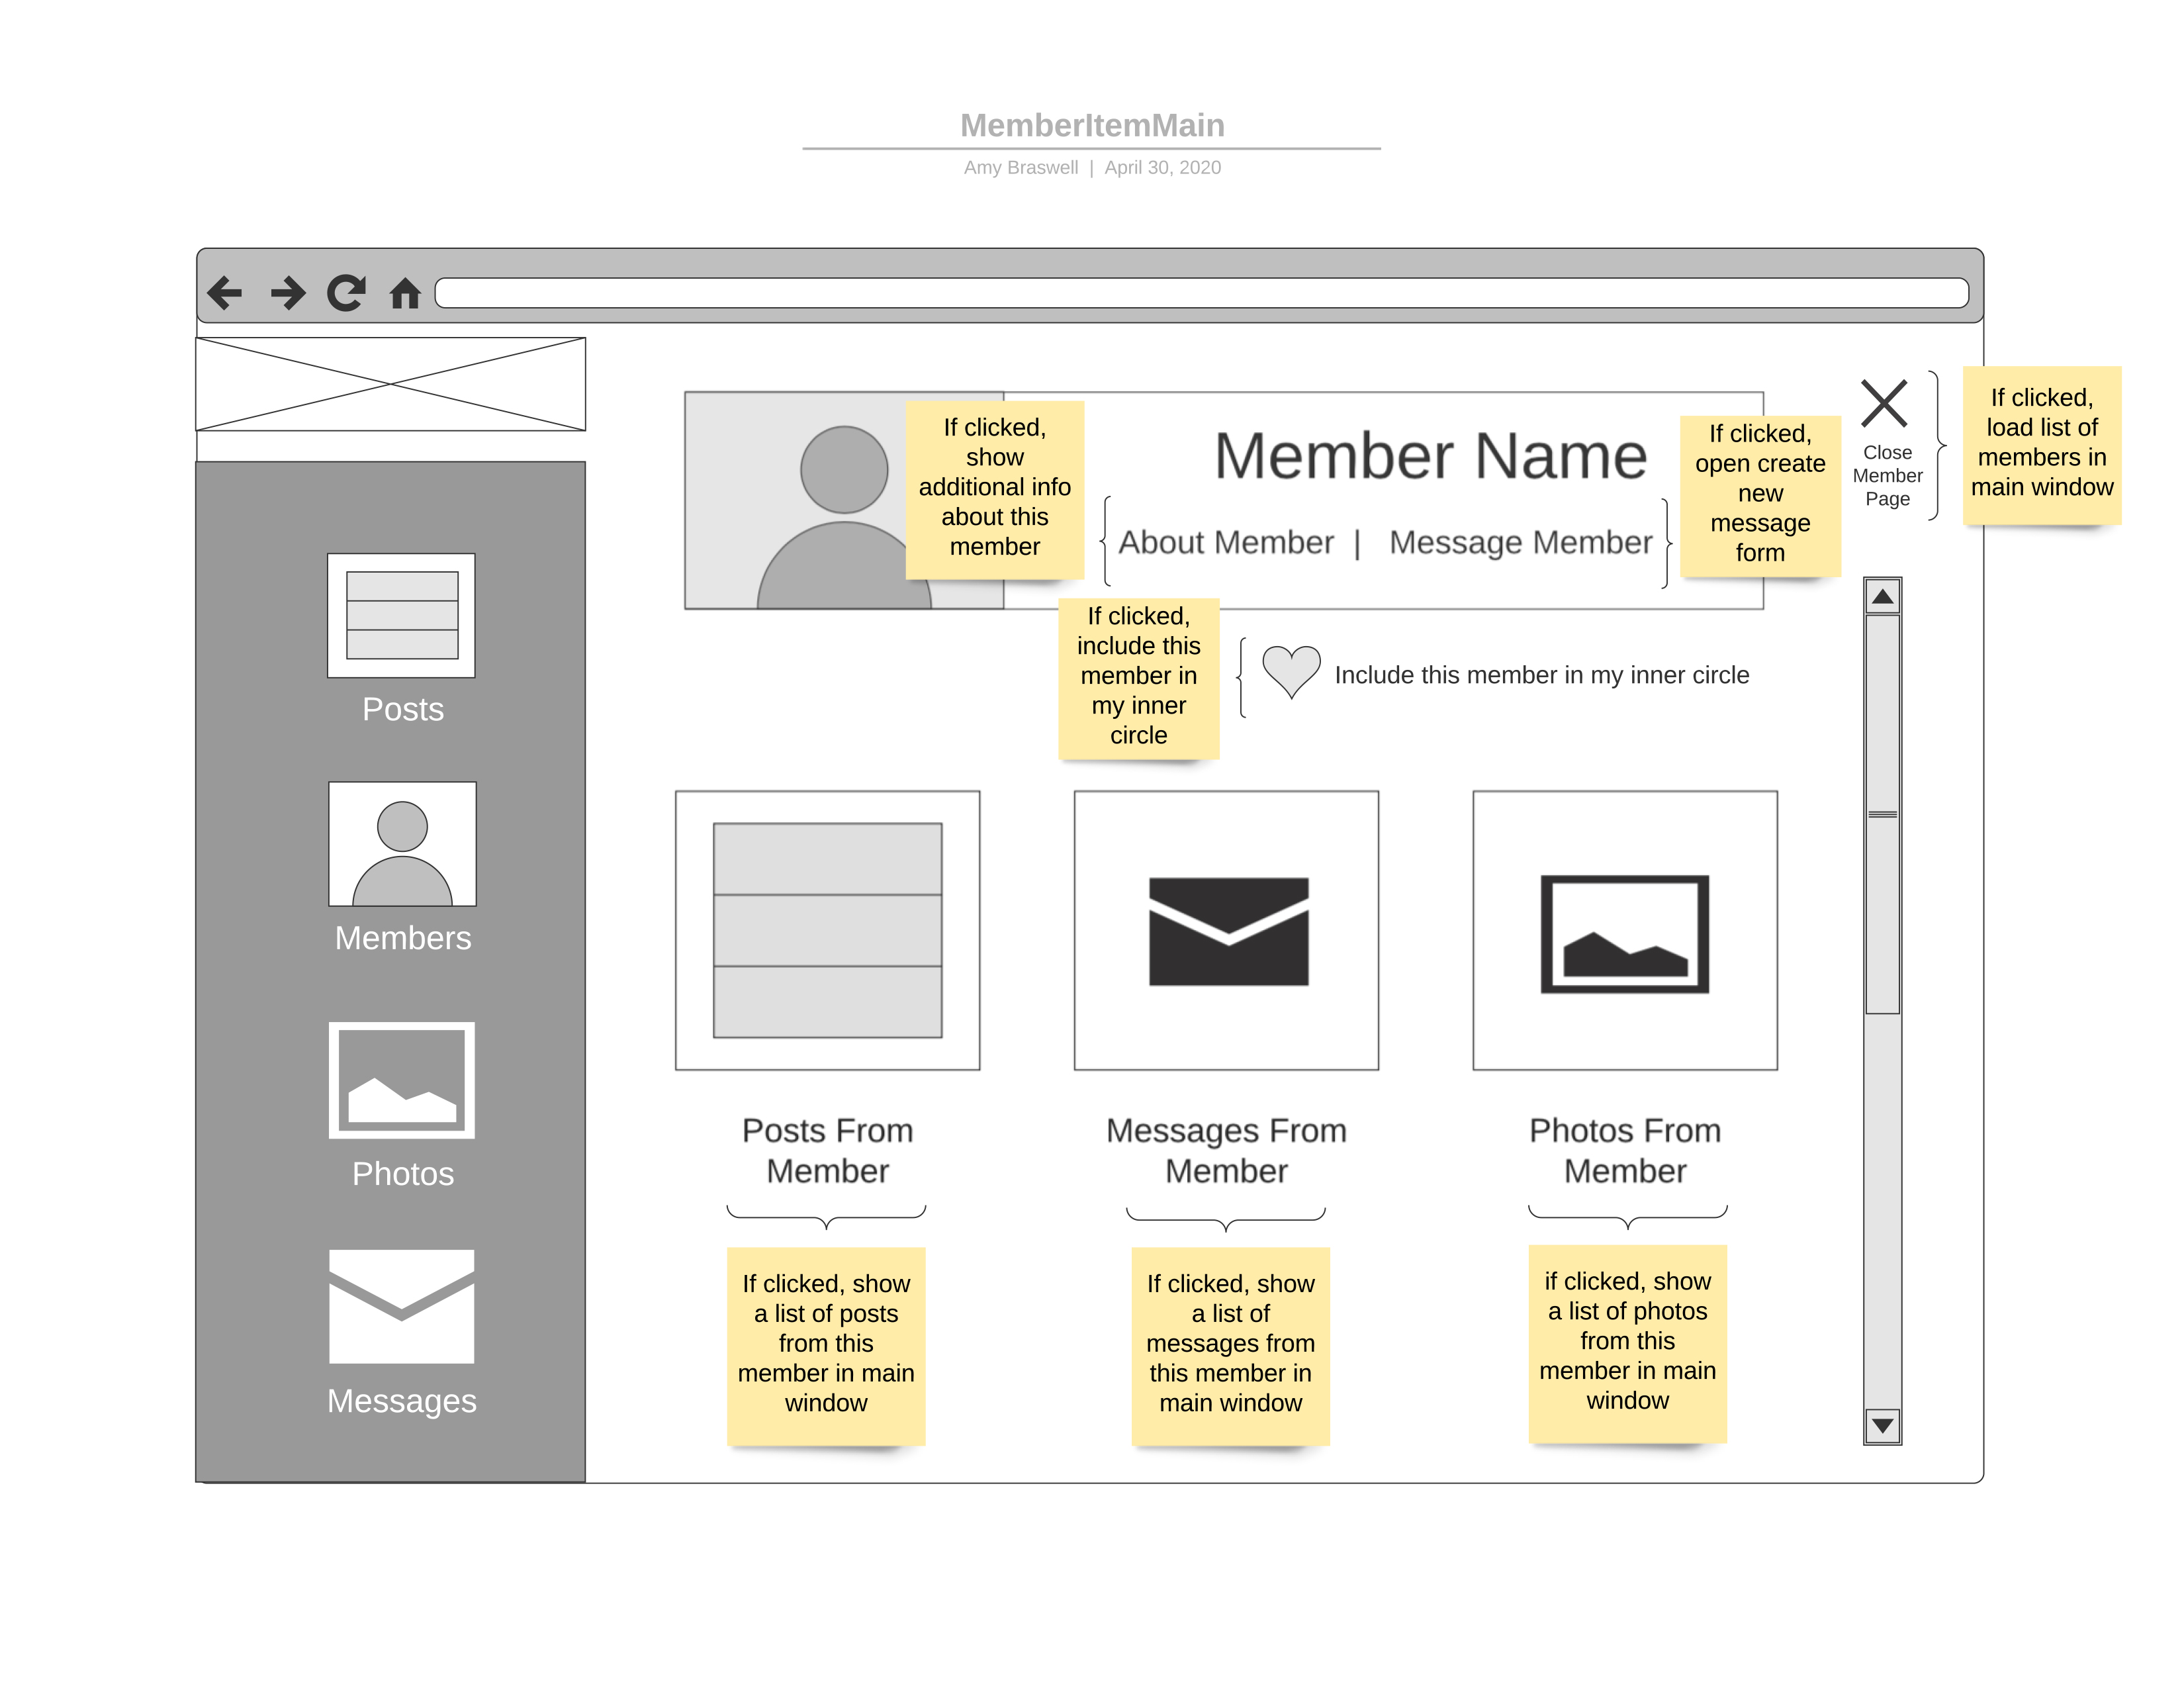 MemberItemMain
Amy Braswell | April 30, 2020
Posts
Members
Photos
Messages
If clicked,
show
additional info
about this
member
Member Name
About Member | Message Member
If clicked,
open create
new
message
form
Close
Member
Page
If clicked,
load list of
members in
main window
If clicked,
include this
member in
my inner
circle
Include this member in my inner circle
Posts From
Member
Messages From
Member
Photos From
Member
If clicked, show
a list of posts
from this
member in main
window
If clicked, show
a list of
messages from
this member in
main window
if clicked, show
a list of photos
from this
member in main
window